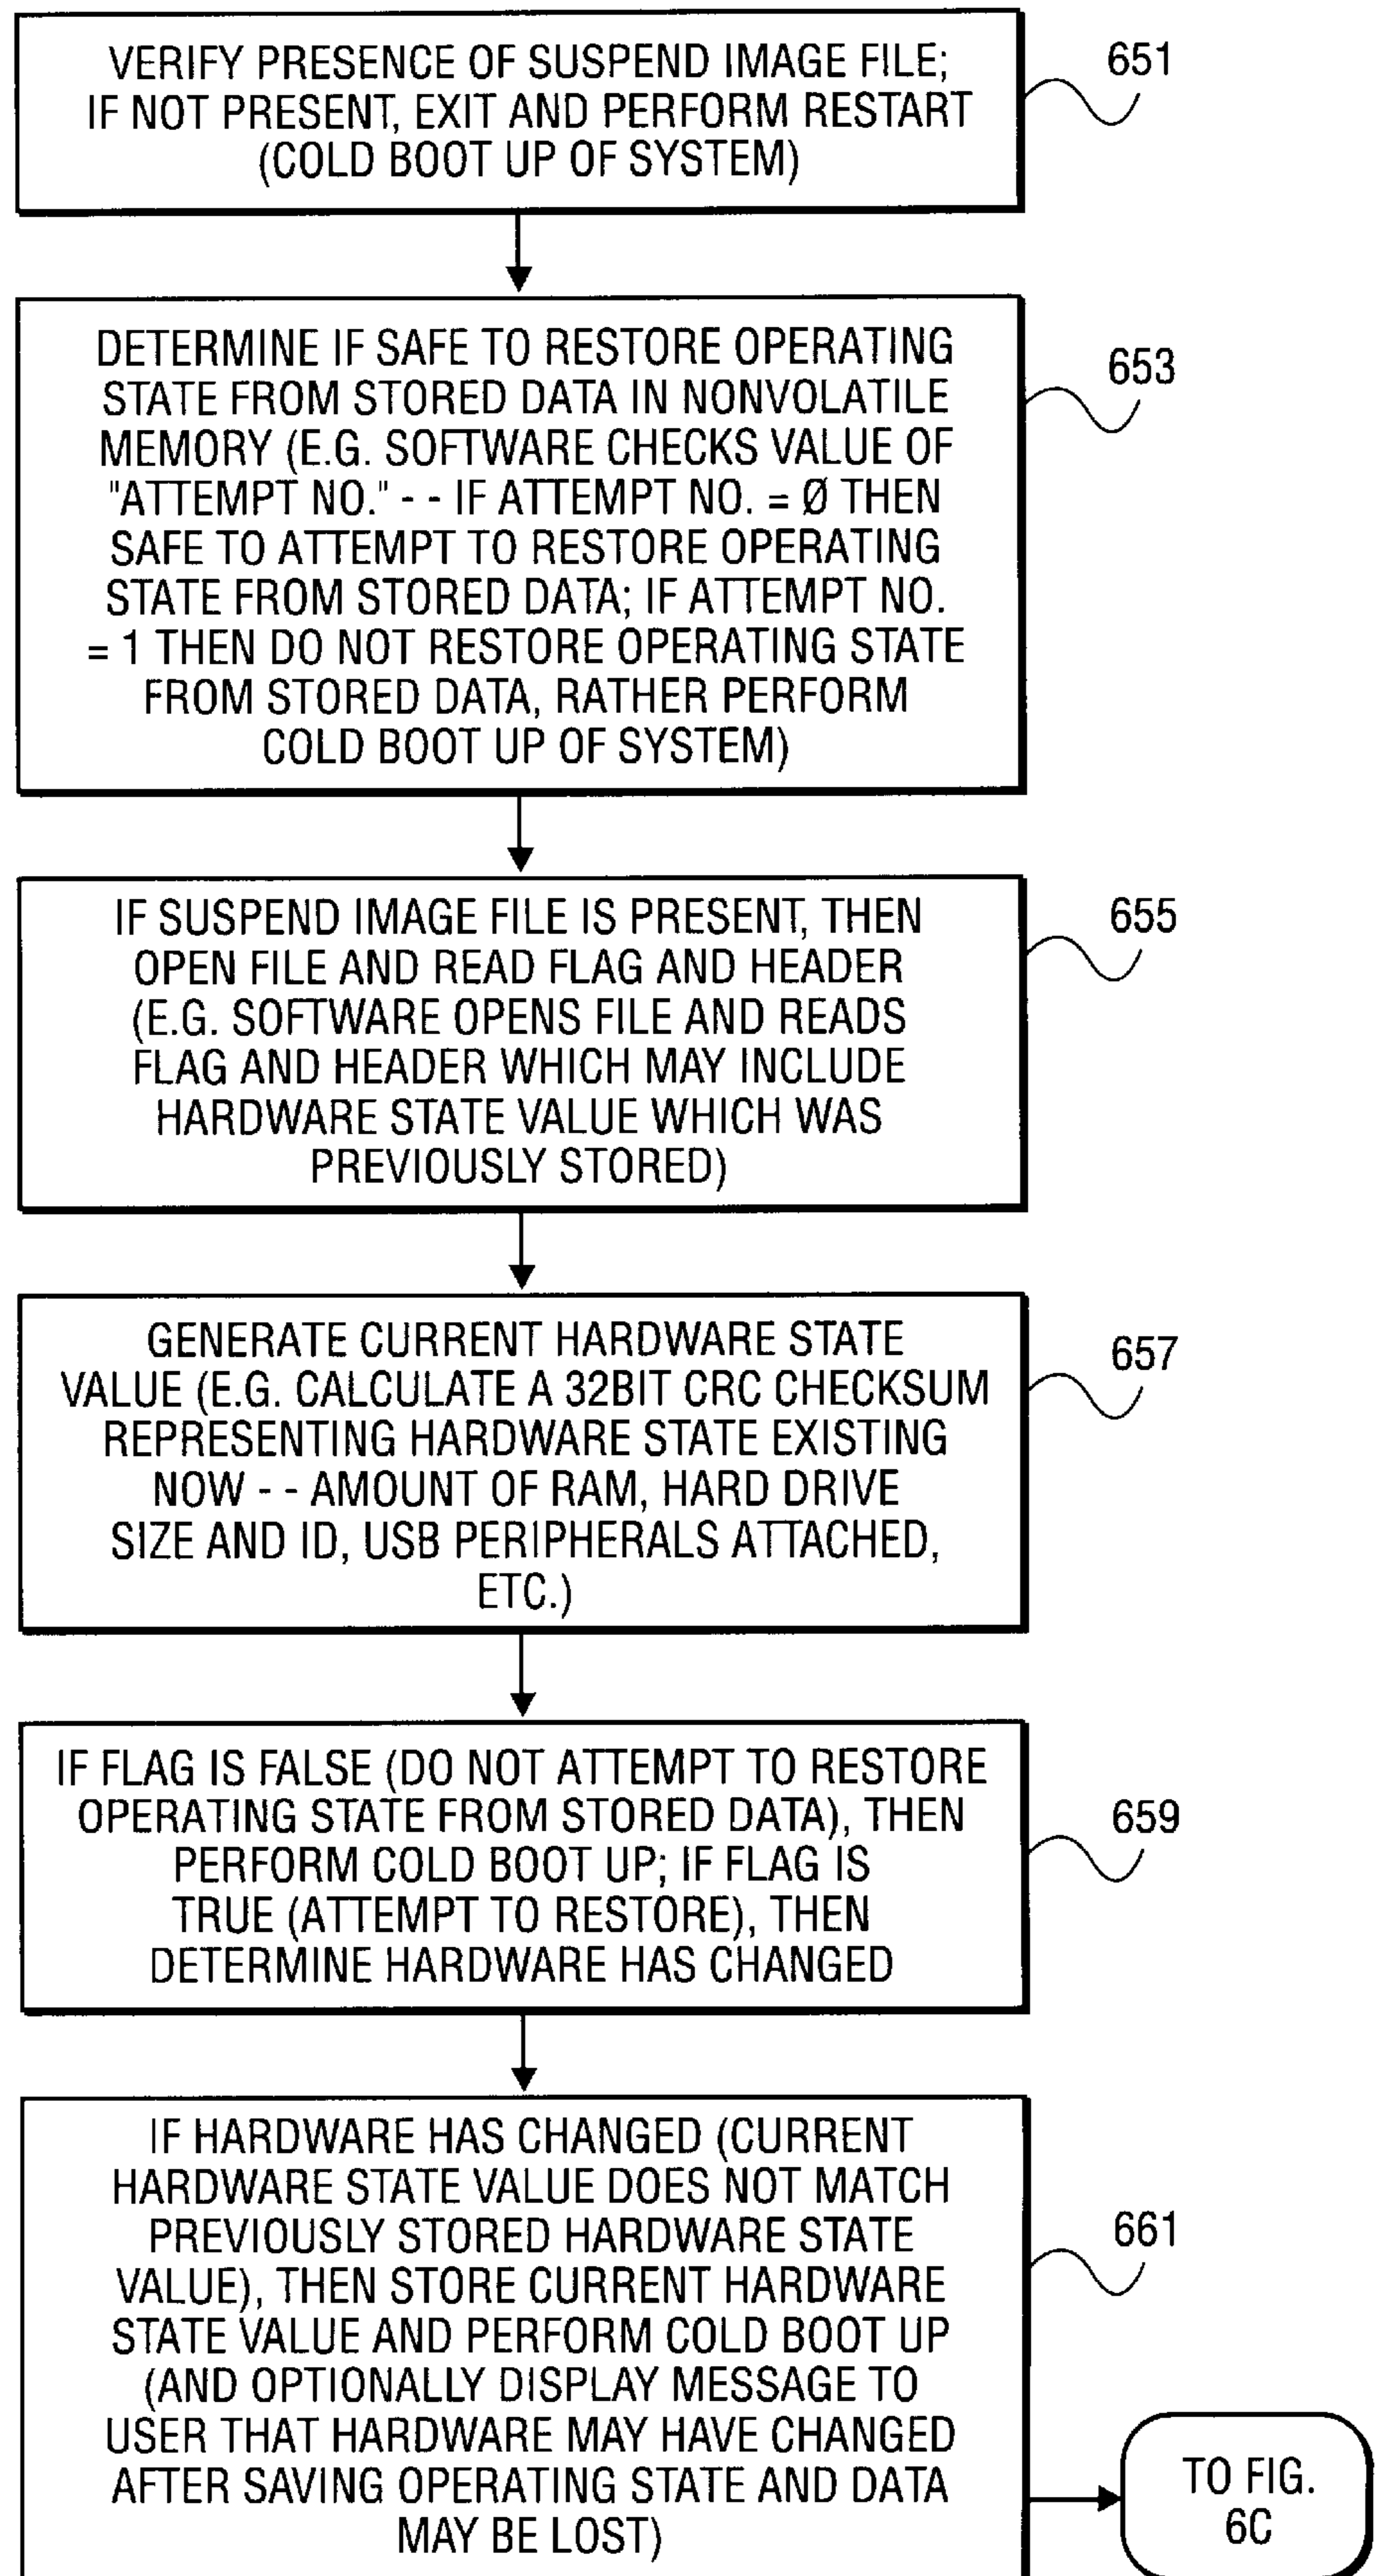 VERIFY PRESENCE OF SUSPEND IMAGE FILE;
IF NOT PRESENT, EXIT AND PERFORM RESTART
(COLD BOOT UP OF SYSTEM)
651
DETERMINE IF SAFE TO RESTORE OPERATING
STATE FROM STORED DATA IN NONVOLATILE
MEMORY (E.G. SOFTWARE CHECKS VALUE OF
"ATTEMPT NO." - - IF ATTEMPT NO. = Ø THEN
SAFE TO ATTEMPT TO RESTORE OPERATING
STATE FROM STORED DATA; IF ATTEMPT NO.
= 1 THEN DO NOT RESTORE OPERATING STATE
FROM STORED DATA, RATHER PERFORM
COLD BOOT UP OF SYSTEM)
653
IF SUSPEND IMAGE FILE IS PRESENT, THEN
OPEN FILE AND READ FLAG AND HEADER
(E.G. SOFTWARE OPENS FILE AND READS
FLAG AND HEADER WHICH MAY INCLUDE
HARDWARE STATE VALUE WHICH WAS
PREVIOUSLY STORED)
655
GENERATE CURRENT HARDWARE STATE
VALUE (E.G. CALCULATE A 32BIT CRC CHECKSUM
REPRESENTING HARDWARE STATE EXISTING
NOW - - AMOUNT OF RAM, HARD DRIVE
SIZE AND ID, USB PERIPHERALS ATTACHED,
ETC.)
657
IF FLAG IS FALSE (DO NOT ATTEMPT TO RESTORE
OPERATING STATE FROM STORED DATA), THEN
PERFORM COLD BOOT UP; IF FLAG IS
TRUE (ATTEMPT TO RESTORE), THEN
DETERMINE HARDWARE HAS CHANGED
659
IF HARDWARE HAS CHANGED (CURRENT
HARDWARE STATE VALUE DOES NOT MATCH
PREVIOUSLY STORED HARDWARE STATE
VALUE), THEN STORE CURRENT HARDWARE
STATE VALUE AND PERFORM COLD BOOT UP
(AND OPTIONALLY DISPLAY MESSAGE TO
USER THAT HARDWARE MAY HAVE CHANGED
AFTER SAVING OPERATING STATE AND DATA
MAY BE LOST)
661
TO FIG.
6C